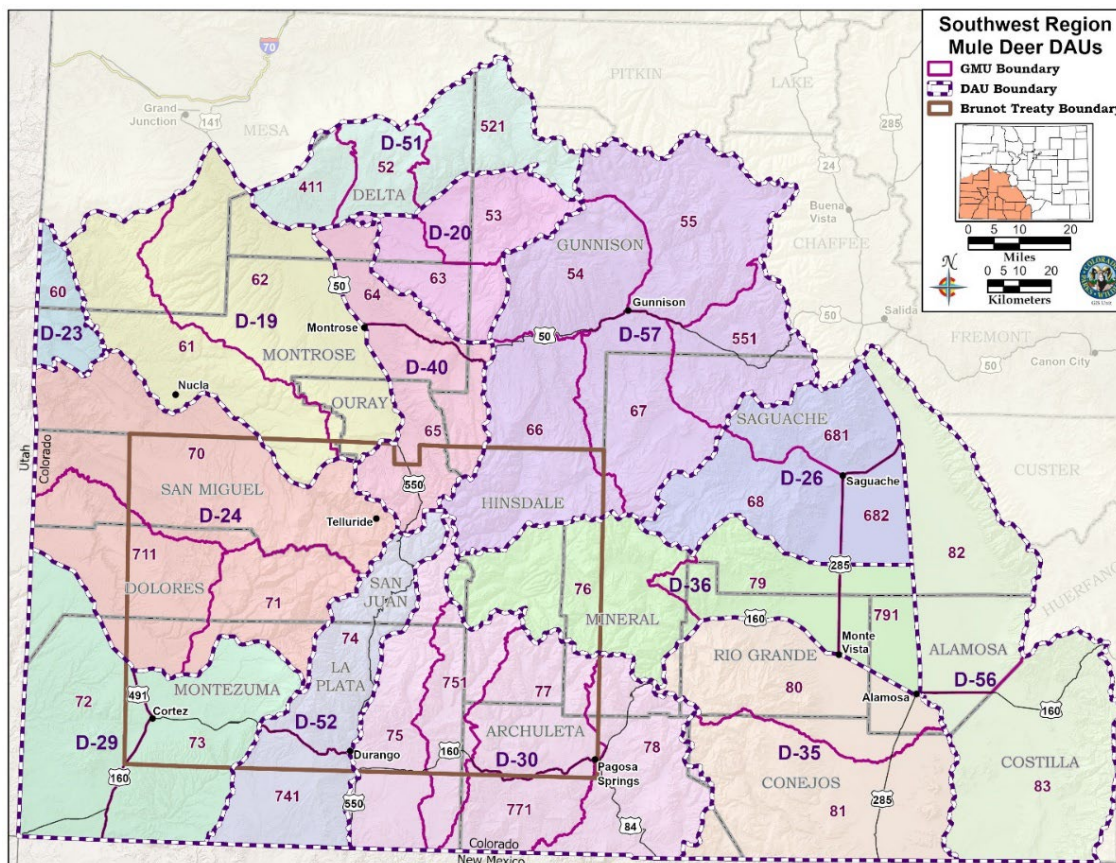 Southwest Region
Mule Deer DAUs
GMU Boundary
DAU Boundary
Brunot Treaty Boundary
0 5 10 20
Miles
0 5 10 20
Kilometers
N
70
PITKIN
LAKE
285
Grand
Junction
141
MESA
521
D-51
52
DELTA
411
24
Buena
Vista
CHAFFEE
53
55
D-20
GUNNISON
60
62
50
64
63
54
Gunnison
50
Salida
D-23
D-19
Montrose
50
D-57
551
FREMONT
50
Canon City
61
MONTROSE
D-40
Nucla
OURAY
67
SAGUACHE
65
66
681
Utah
Colorado
70
550
D-26
Saguache
CUSTER
SAN MIGUEL
HINSDALE
68
D-24
Telluride
682
711
285
82
DOLORES
SAN
JUAN
D-36
79
HUERFANO
71
76
MINERAL
791
74
160
Monte
Vista
ALAMOSA
LA
PLATA
RIO GRANDE
72
MONTEZUMA
751
77
80
D-56
491
Alamosa
160
Cortez
D-52
ARCHULETA
D-29
73
75
160
D-30
78
D-35
COSTILLA
160
Durango
Pagosa
Springs
CONEJOS
83
741
550
771
84
81
285
Colorado
New Mexico